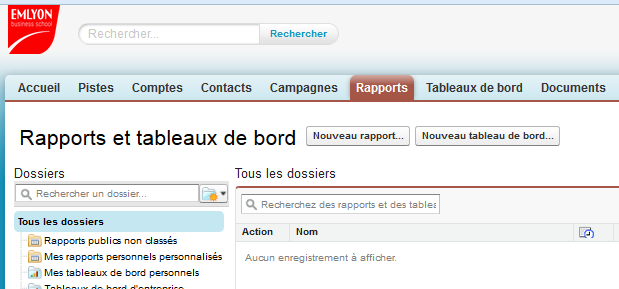 EMLYON
business school
Rechercher...
Rechercher
Accueil Pistes Comptes Contacts Campagnes Rapports Tableaux de bord Documents
Rapports et tableaux de bord
Nouveau rapport... Nouveau tableau de bord...
Dossiers
Rechercher un dossier...
Tous les dossiers
Rapports publics non classés
Mes rapports personnels personnalisés
Mes tableaux de bord personnels
Tableaux de bord d'entreprise
Tous les dossiers
Recherchez des rapports et des tablea
Action Nom
Aucun enregistrement à afficher.